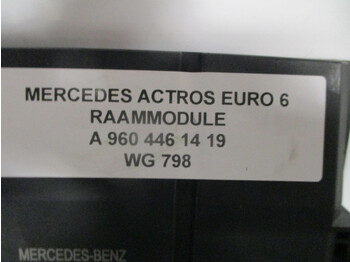 MERCEDES ACTROS EURO 6
RAAMMODULE
A 960 446 14 19
WG 798
MERCEDES-BENZ